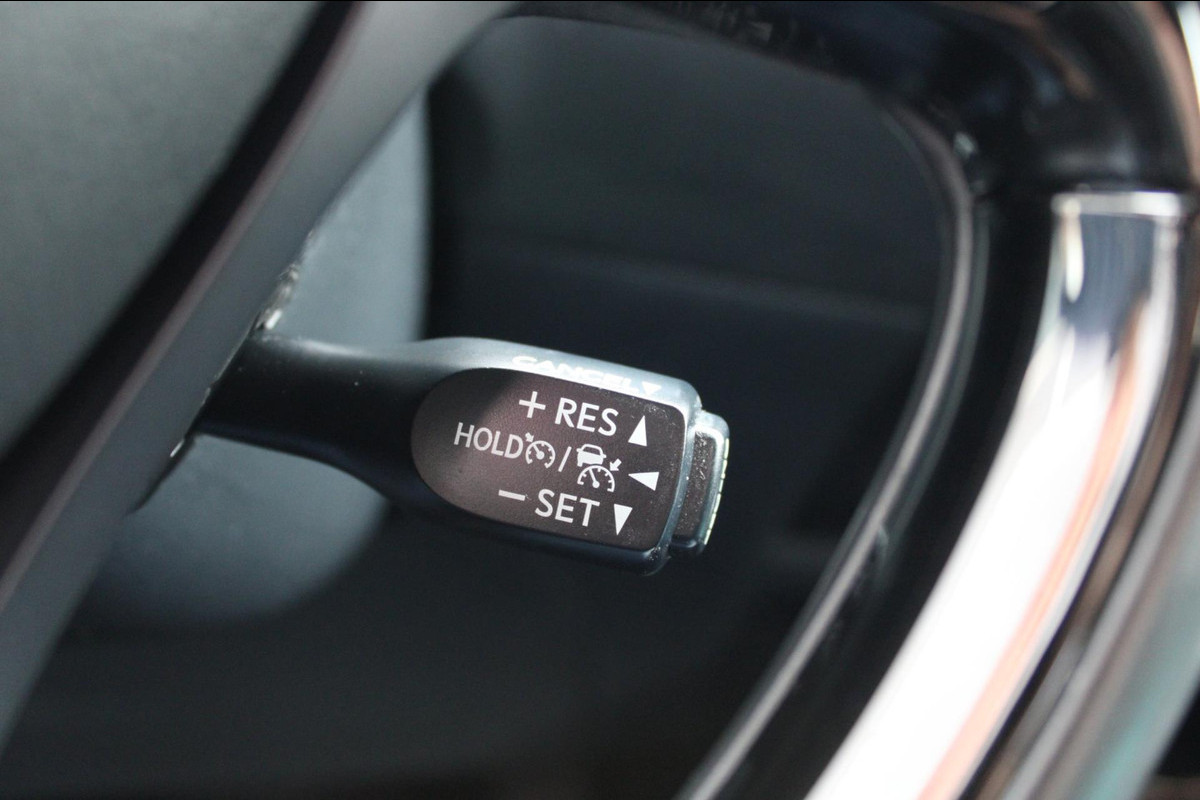 CANCEL ▼
+ RES ▲
HOLD / ◀
− SET ▼